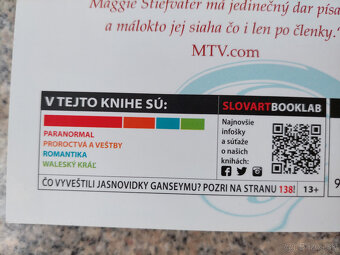 Maggie Stiefvater má jedinečný dar písa
a málokto jej siaha čo i len po členky."
MTV.com
V TEJTO KNIHE SÚ:
PARANORMAL
PROROCTVÁ A VEŠTBY
ROMANTIKA
WALESKÝ KRÁĽ
SLOVARTBOOKLAB
Najnovšie
infošky
a súťaže
o našich
knihách:
ČO VYVEŠTILI JASNOVIDKY GANSEYMU? POZRI NA STRANU 138!
13+
9